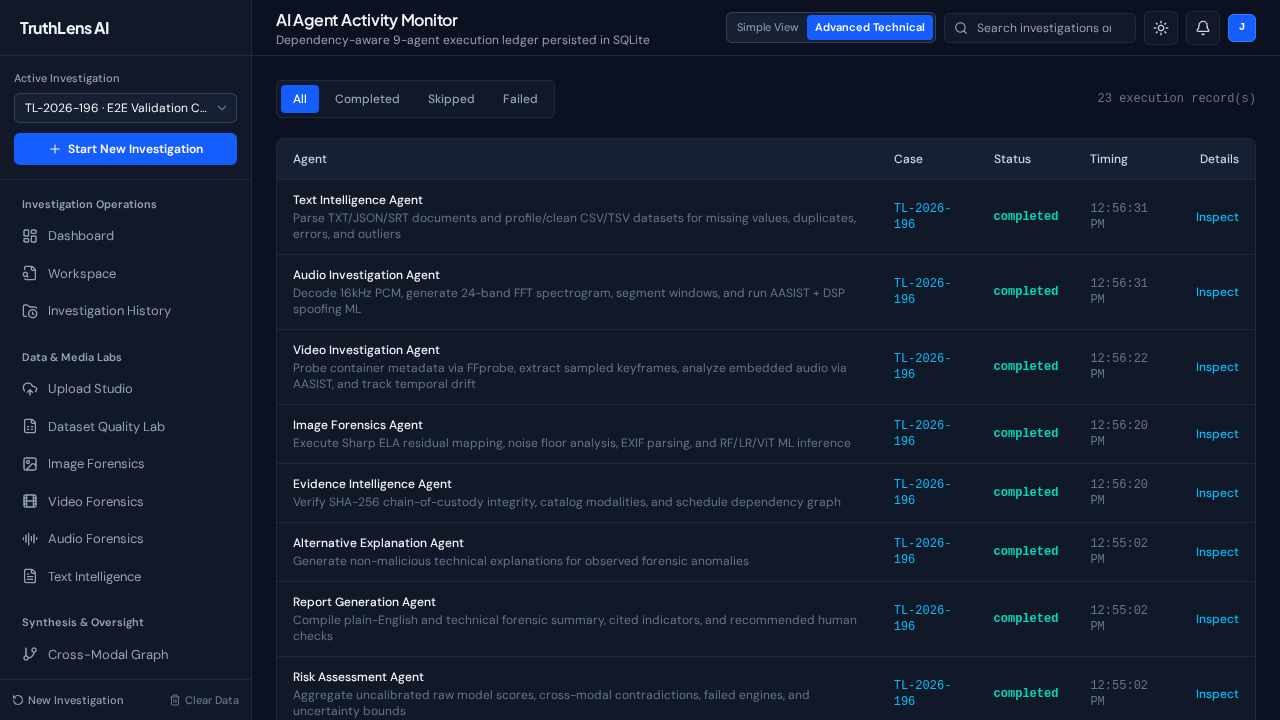 TruthLens AI
Active Investigation
TL-2026-196 · E2E Validation C...
Start New Investigation
Investigation Operations
Dashboard
Workspace
Investigation History
Data & Media Labs
Upload Studio
Dataset Quality Lab
Image Forensics
Video Forensics
Audio Forensics
Text Intelligence
Synthesis & Oversight
Cross-Modal Graph
New Investigation
Clear Data
AI Agent Activity Monitor
Dependency-aware 9-agent execution ledger persisted in SQLite
Simple View
Advanced Technical
Search investigations or
J
All
Completed
Skipped
Failed
23 execution record(s)
Agent
Case
Status
Timing
Details
Text Intelligence Agent
Parse TXT/JSON/SRT documents and profile/clean CSV/TSV datasets for missing values, duplicates,
errors, and outliers
TL-2026-
196
completed
12:56:31
PM
Inspect
Audio Investigation Agent
Decode 16kHz PCM, generate 24-band FFT spectrogram, segment windows, and run AASIST + DSP
spoofing ML
TL-2026-
196
completed
12:56:31
PM
Inspect
Video Investigation Agent
Probe container metadata via FFprobe, extract sampled keyframes, analyze embedded audio via
AASIST, and track temporal drift
TL-2026-
196
completed
12:56:22
PM
Inspect
Image Forensics Agent
Execute Sharp ELA residual mapping, noise floor analysis, EXIF parsing, and RF/LR/ViT ML inference
TL-2026-
196
completed
12:56:20
PM
Inspect
Evidence Intelligence Agent
Verify SHA-256 chain-of-custody integrity, catalog modalities, and schedule dependency graph
TL-2026-
196
completed
12:56:20
PM
Inspect
Alternative Explanation Agent
Generate non-malicious technical explanations for observed forensic anomalies
TL-2026-
196
completed
12:55:02
PM
Inspect
Report Generation Agent
Compile plain-English and technical forensic summary, cited indicators, and recommended human
checks
TL-2026-
196
completed
12:55:02
PM
Inspect
Risk Assessment Agent
Aggregate uncalibrated raw model scores, cross-modal contradictions, failed engines, and
uncertainty bounds
TL-2026-
196
completed
12:55:02
PM
Inspect